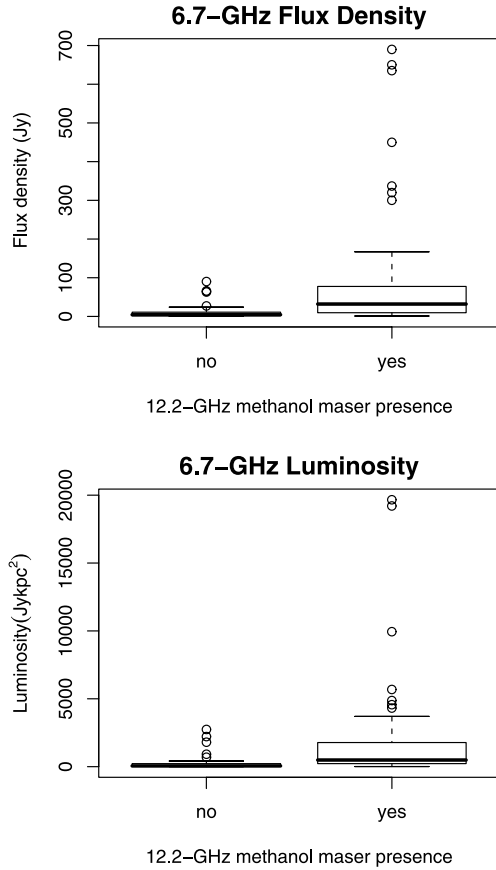 6.7–GHz Flux Density
Flux density (Jy)
700
500
300
100
0
no yes
12.2–GHz methanol maser presence
6.7–GHz Luminosity
Luminosity(Jykpc²)
20000
15000
10000
5000
0
no yes
12.2–GHz methanol maser presence